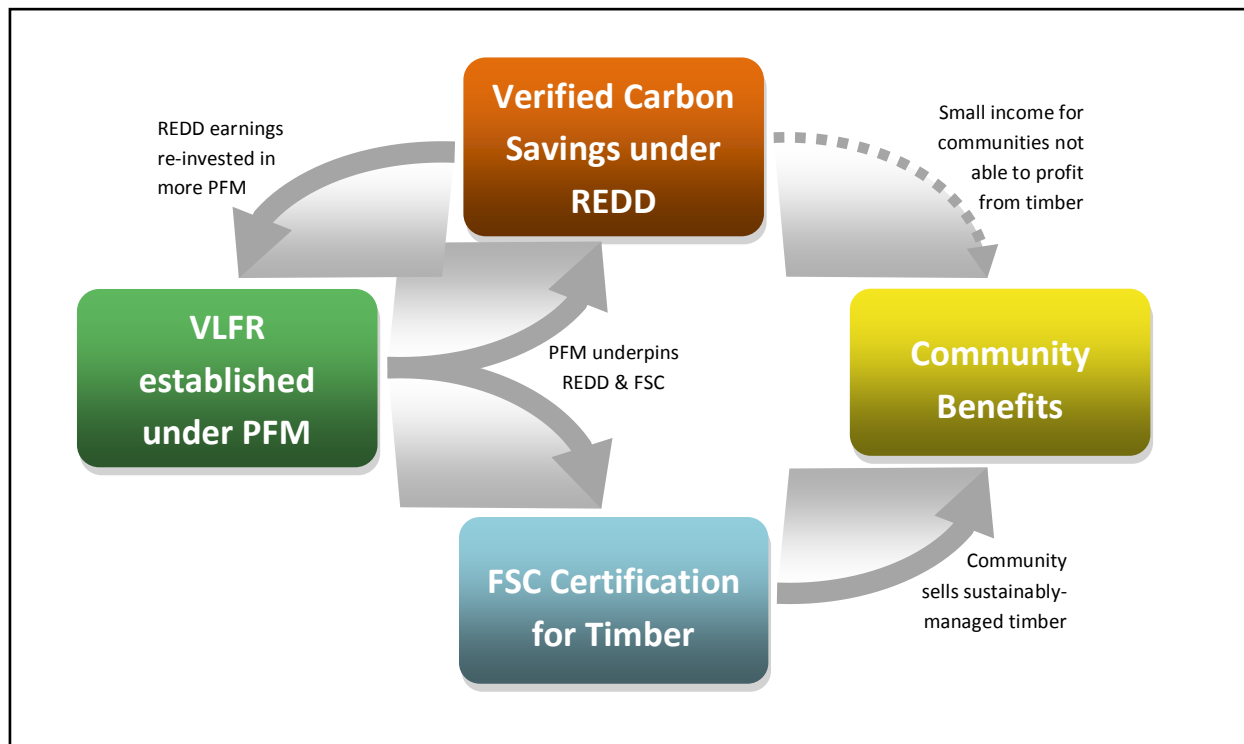 Verified Carbon
Savings under
REDD
REDD earnings
re-invested in
more PFM
Small income for
communities not
able to profit
from timber
VLFR
established
under PFM
PFM underpins
REDD & FSC
Community
Benefits
FSC Certification
for Timber
Community
sells sustainably-
managed timber